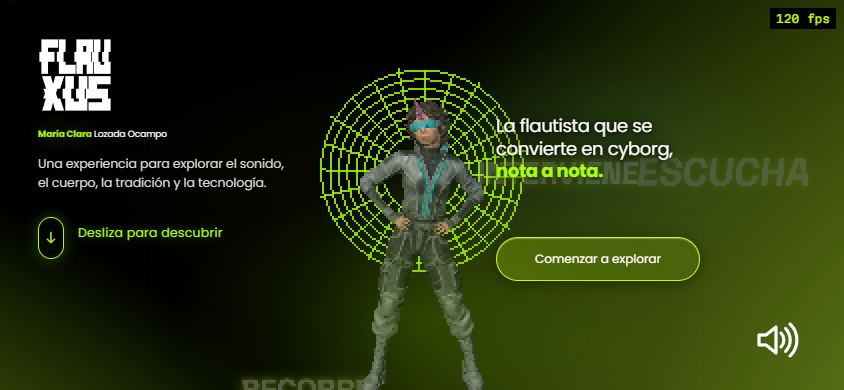 120 fps
FLAU
XUS
María Clara Lozada Ocampo
Una experiencia para explorar el sonido,
el cuerpo, la tradición y la tecnología.
Desliza para descubrir
La flautista que se
convierte en cyborg,
nota a nota.
ESCUCHA
Comenzar a explorar